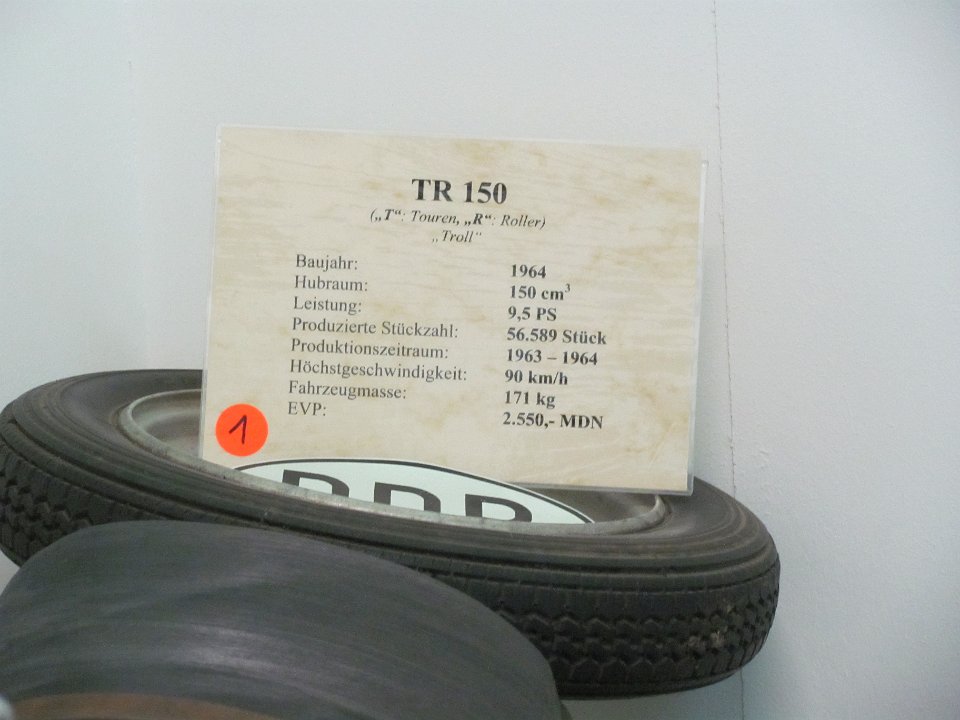 TR 150
(„T“: Touren, „R“: Roller)
„Troll“
Baujahr: 1964
Hubraum: 150 cm³
Leistung: 9,5 PS
Produzierte Stückzahl: 56.589 Stück
Produktionszeitraum: 1963 – 1964
Höchstgeschwindigkeit: 90 km/h
Fahrzeugmasse: 171 kg
EVP: 2.550,- MDN
1
DDR